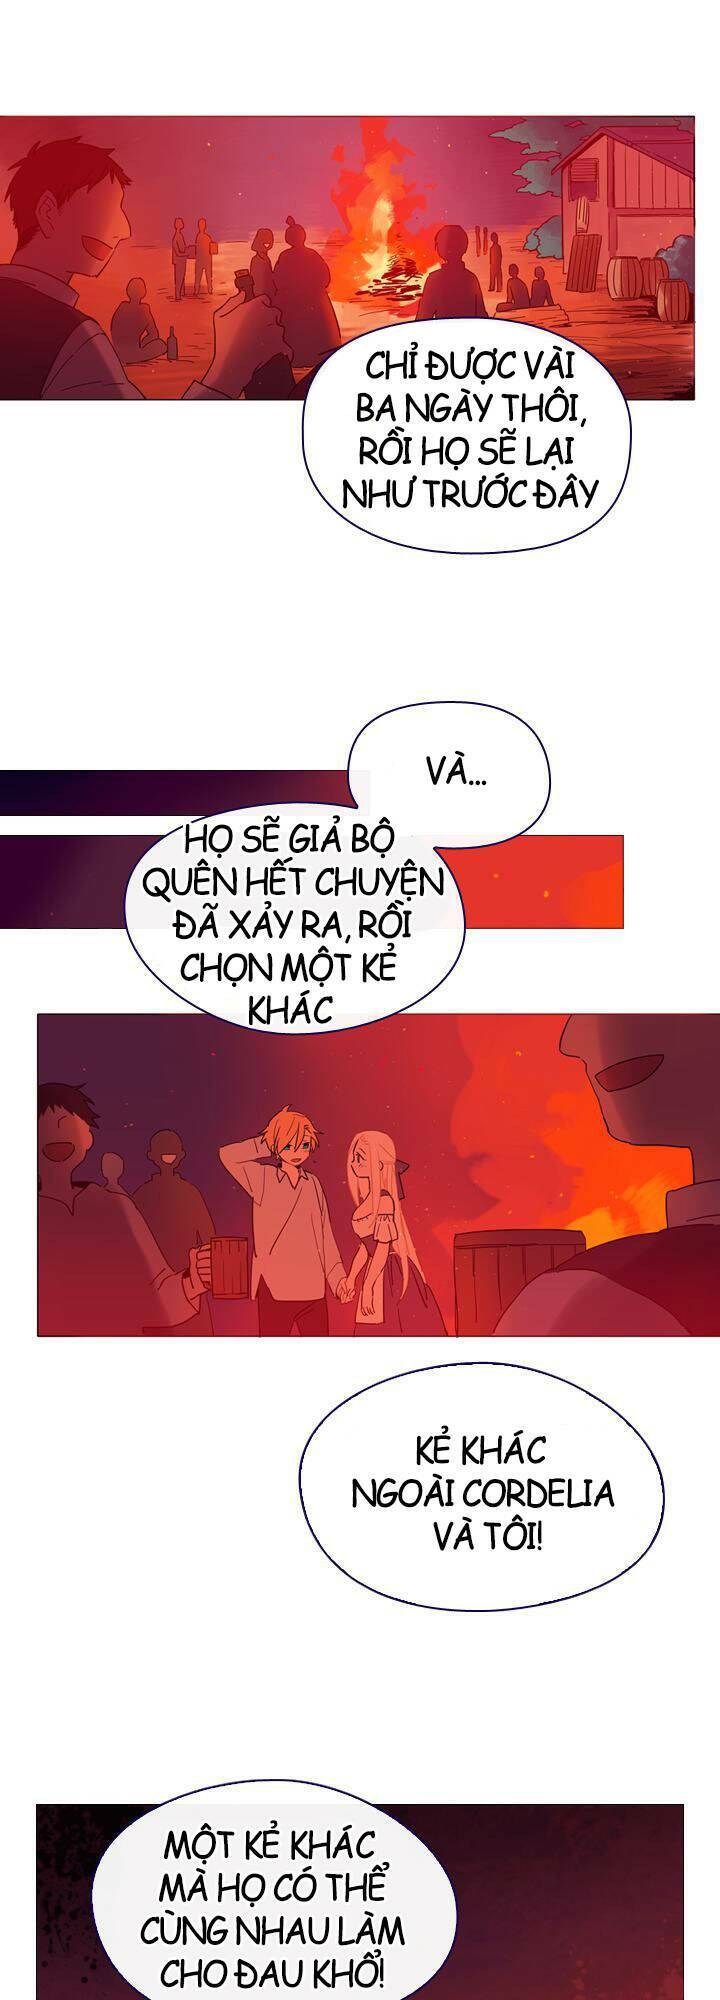 CHỈ ĐƯỢC VÀI
BA NGÀY THÔI,
RỒI HỌ SẼ LẠI
NHƯ TRƯỚC ĐÂY
VÀ...
HỌ SẼ GIẢ BỘ
QUÊN HẾT CHUYỆN
ĐÃ XẢY RA, RỒI
CHỌN MỘT KẺ
KHÁC
KẺ KHÁC
NGOÀI CORDELIA
VÀ TÔI!
MỘT KẺ KHÁC
MÀ HỌ CÓ THỂ
CÙNG NHAU LÀM
CHO ĐAU KHỔ!